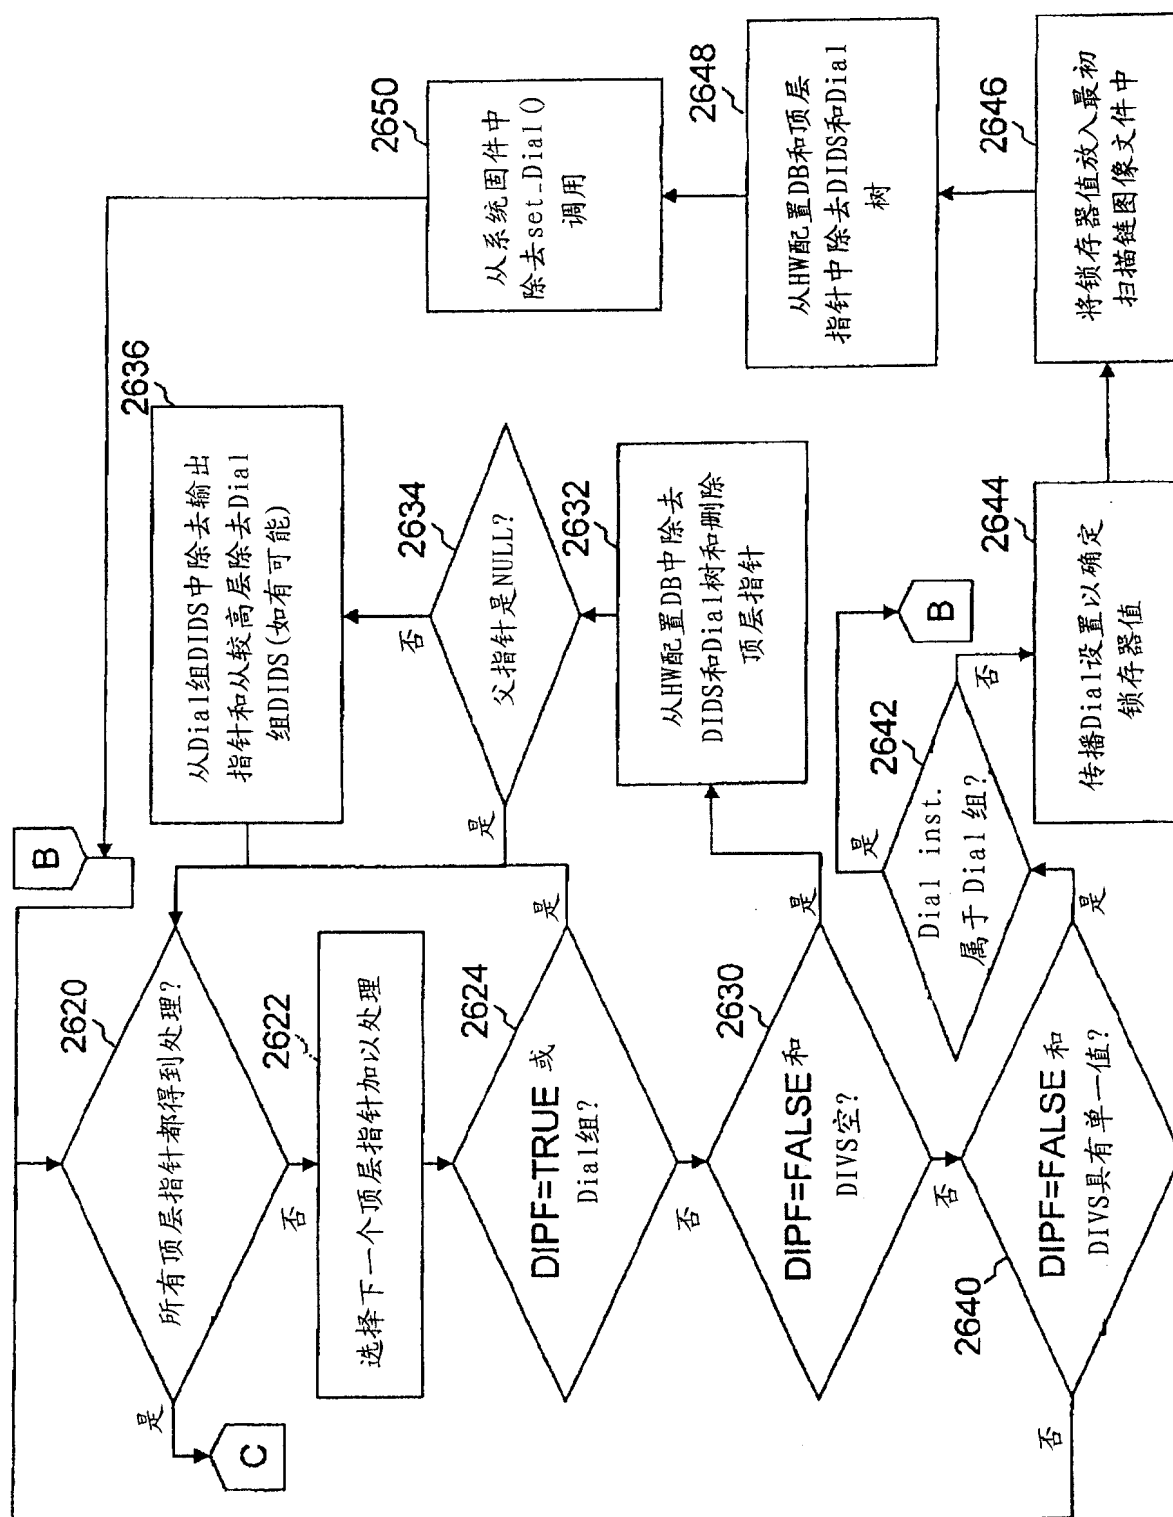 B
2620
所有顶层指针都得到处理?
是
C
否
2622
选择下一个顶层指针加以处理
2624
DIPF=TRUE 或
Dial组?
是
否
2630
DIPF=FALSE 和
DIVS空?
是
否
2640
DIPF=FALSE 和
DIVS具有单一值?
是
否
2636
从Dial组DIDS中除去输出
指针和从较高层除去Dial
组DIDS(如有可能)
2634
父指针是NULL?
否
是
2632
从HW配置DB中除去
DIDS和Dial树和删除
顶层指针
2642
Dial inst.
属于Dial组?
是
B
否
2644
传播Dial设置以确定
锁存器值
2646
将锁存器值放入最初
扫描链图像文件中
2648
从HW配置DB和顶层
指针中除去DIDS和Dial
树
2650
从系统固件中
除去set_Dial()
调用